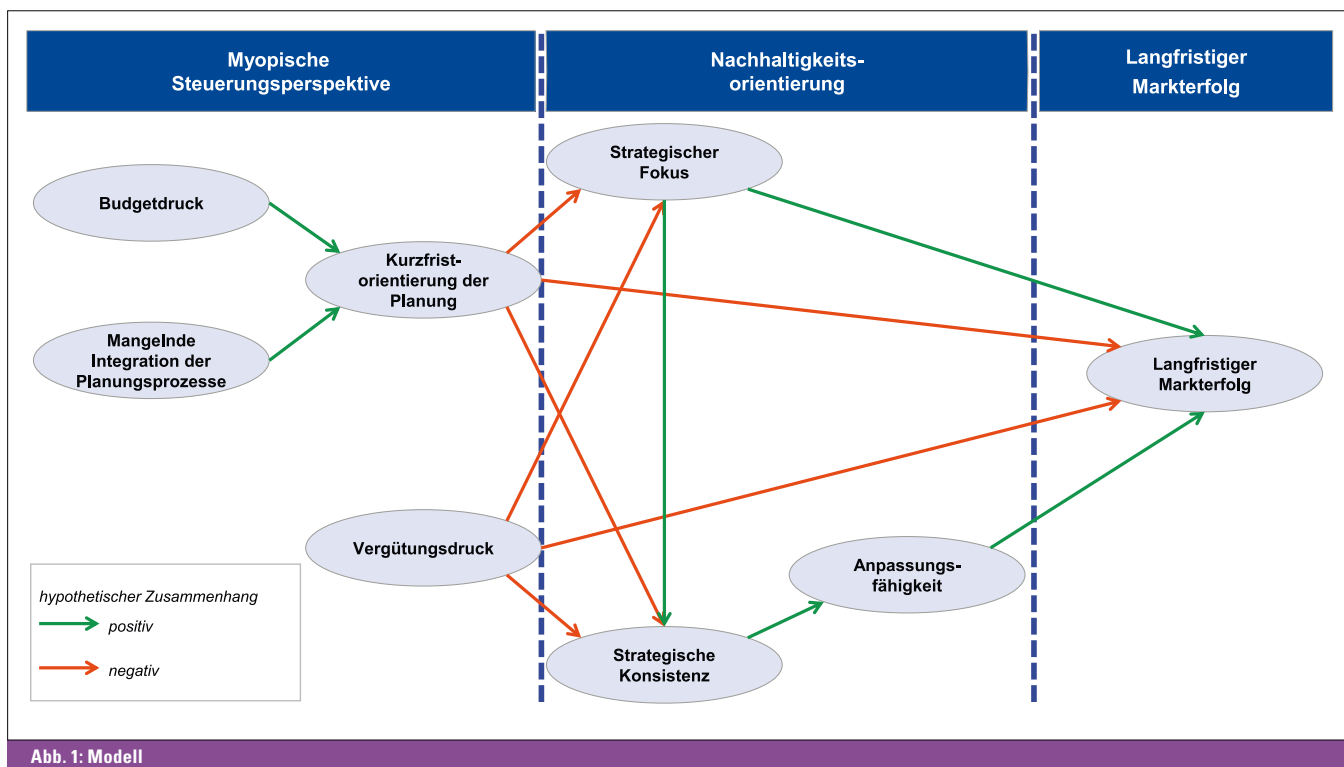 Myopische
Steuerungsperspektive
Nachhaltigkeits-
orientierung
Langfristiger
Markterfolg
Budgetdruck
Mangelnde
Integration der
Planungsprozesse
Kurzfrist-
orientierung der
Planung
Vergütungsdruck
Strategischer
Fokus
Strategische
Konsistenz
Anpassungs-
fähigkeit
Langfristiger
Markterfolg
hypothetischer Zusammenhang
positiv
negativ
Abb. 1: Modell